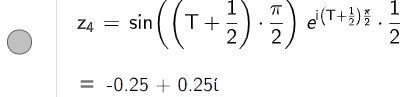 z₄ = sin((T + 1/2) · π/2) e^(i(T+1/2)π/2) · 1/2
= -0.25 + 0.25i